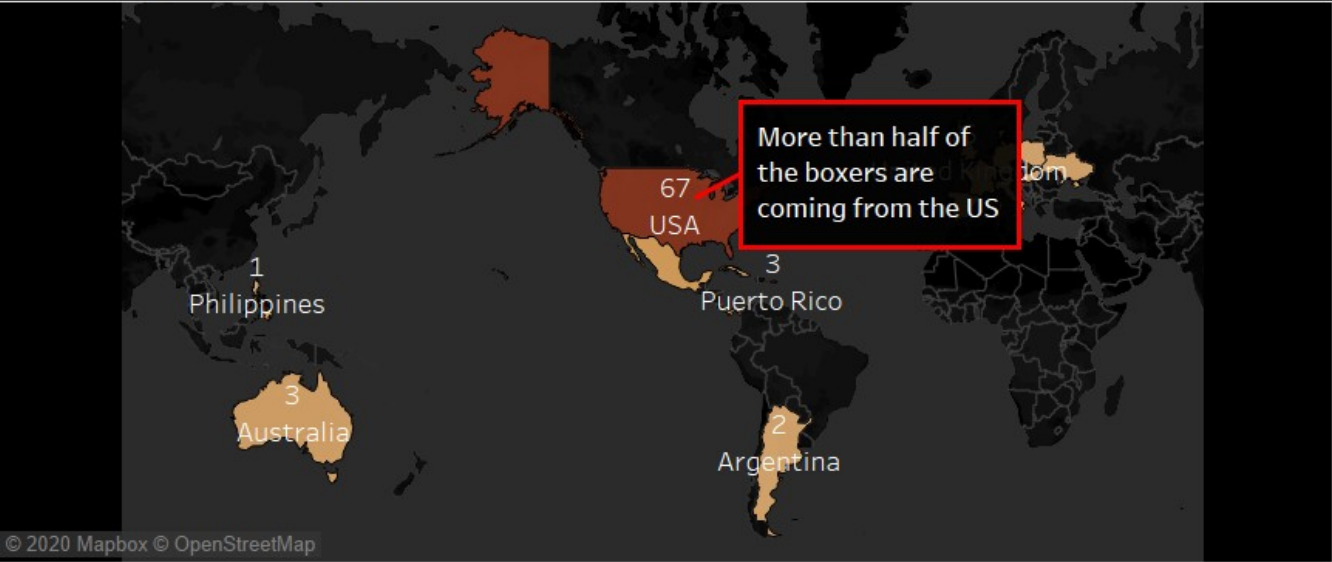 More than half of
the boxers are
coming from the US
67
USA
1
Philippines
3
Puerto Rico
3
Australia
2
Argentina
© 2020 Mapbox © OpenStreetMap